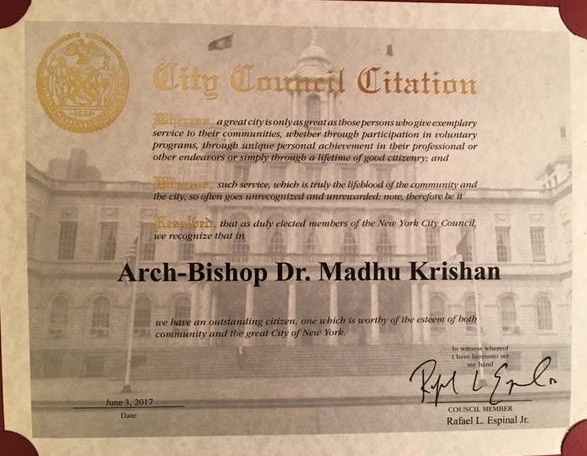 City Council Citation
Whereas, a great city is only as great as those persons who give exemplary
service to their communities, whether through participation in voluntary
programs, through unique personal achievement in their professional or
other endeavors or simply through a lifetime of good citizenry; and
Whereas, such service, which is truly the lifeblood of the community and
the city, so often goes unrecognized and unrewarded; now, therefore be it
Resolved, that as duly elected members of the New York City Council,
we recognize that in
Arch-Bishop Dr. Madhu Krishan
we have an outstanding citizen, one which is worthy of the esteem of both
community and the great City of New York.
In witness whereof
I have hereunto set
my hand
June 3, 2017
Date
COUNCIL MEMBER
Rafael L. Espinal Jr.